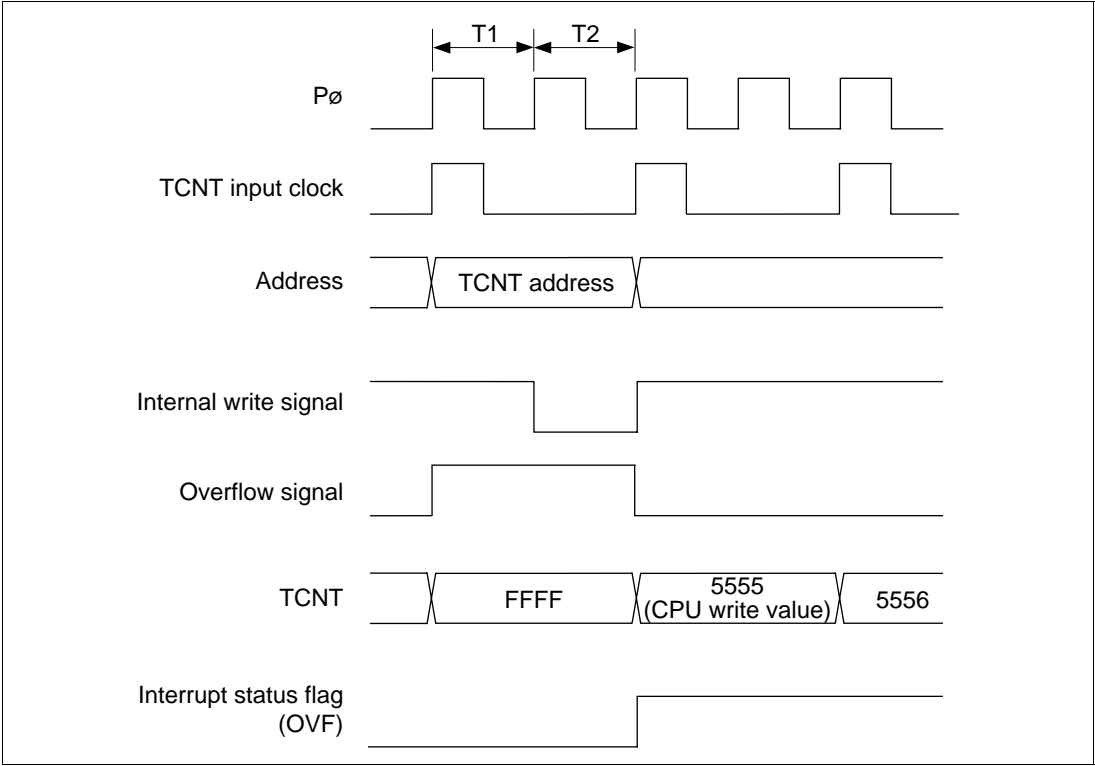 T1 T2
Pø
TCNT input clock
Address
TCNT address
Internal write signal
Overflow signal
TCNT
FFFF
5555
(CPU write value)
5556
Interrupt status flag
(OVF)